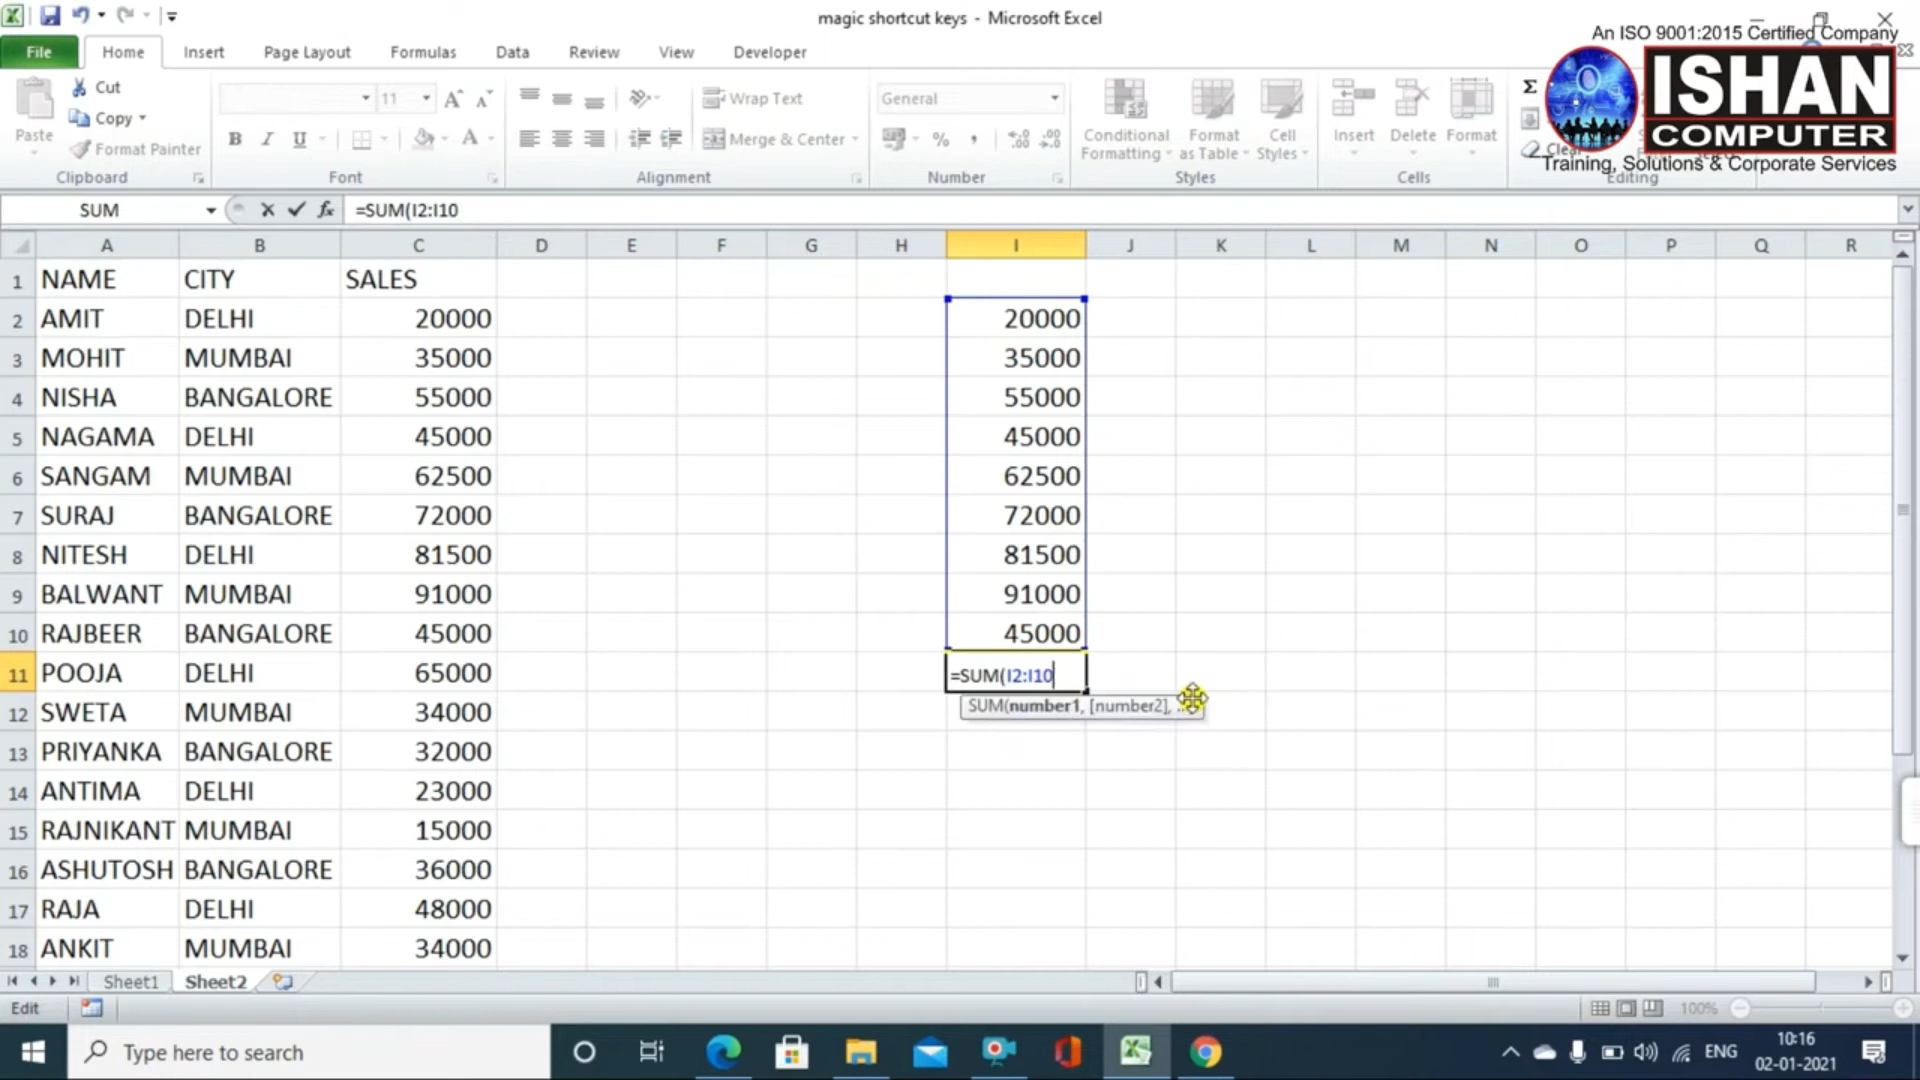 magic shortcut keys - Microsoft Excel
An ISO 9001:2015 Certified Company
ISHAN
COMPUTER
Training, Solutions & Corporate Services
File Home Insert Page Layout Formulas Data Review View Developer
Paste
Cut
Copy
Format Painter
Clipboard
11
B I U
Font
Wrap Text
Merge & Center
Alignment
General
%
Number
Conditional Formatting
Format as Table
Cell Styles
Styles
Insert Delete Format
Cells
Σ
Clear
Editing
SUM fx =SUM(I2:I10
A B C D E F G H I J K L M N O P Q R
1 NAME CITY SALES
2 AMIT DELHI 20000 20000
3 MOHIT MUMBAI 35000 35000
4 NISHA BANGALORE 55000 55000
5 NAGAMA DELHI 45000 45000
6 SANGAM MUMBAI 62500 62500
7 SURAJ BANGALORE 72000 72000
8 NITESH DELHI 81500 81500
9 BALWANT MUMBAI 91000 91000
10 RAJBEER BANGALORE 45000 45000
11 POOJA DELHI 65000 =SUM(I2:I10
SUM(number1, [number2],
12 SWETA MUMBAI 34000
13 PRIYANKA BANGALORE 32000
14 ANTIMA DELHI 23000
15 RAJNIKANT MUMBAI 15000
16 ASHUTOSH BANGALORE 36000
17 RAJA DELHI 48000
18 ANKIT MUMBAI 34000
Sheet1 Sheet2
Edit 100%
Type here to search
ENG
10:16
02-01-2021